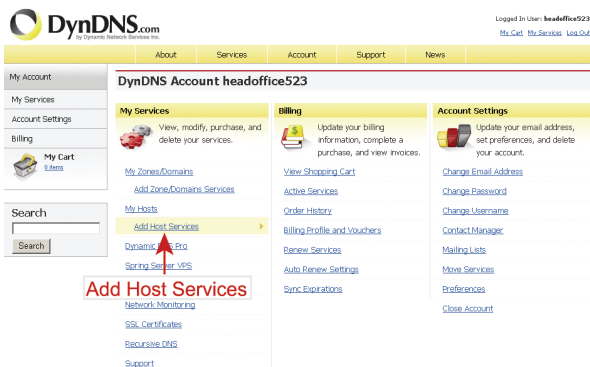 DynDNS.com
by Dynamic Network Services Inc.
Logged In User: headoffice523
My Cart My Services Log Out
About Services Account Support News
My Account
My Services
Account Settings
Billing
My Cart
0 items
Search
Search
DynDNS Account headoffice523
My Services
View, modify, purchase, and
delete your services.
My Zones/Domains
Add Zone/Domains Services
My Hosts
Add Host Services
Dynamic Pro
Spring Server VPS
Add Host Services
Network Monitoring
SSL Certificates
Recursive DNS
Support
Billing
Update your billing
information, complete a
purchase, and view invoices.
View Shopping Cart
Active Services
Order History
Billing Profile and Vouchers
Renew Services
Auto Renew Settings
Sync Expirations
Account Settings
Update your email address,
set preferences, and delete
your account.
Change Email Address
Change Password
Change Username
Contact Manager
Mailing Lists
Move Services
Preferences
Close Account